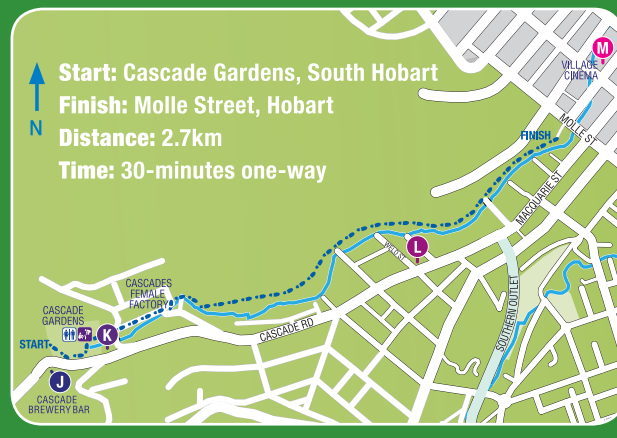 Start: Cascade Gardens, South Hobart
Finish: Molle Street, Hobart
Distance: 2.7km
Time: 30-minutes one-way
N
M
VILLAGE
CINEMA
FINISH
MOLLE ST
MACQUARIE ST
L
WELD ST
SOUTHERN OUTLET
CASCADES
FEMALE
FACTORY
CASCADE
GARDENS
K
CASCADE RD
START
J
CASCADE
BREWERY BAR